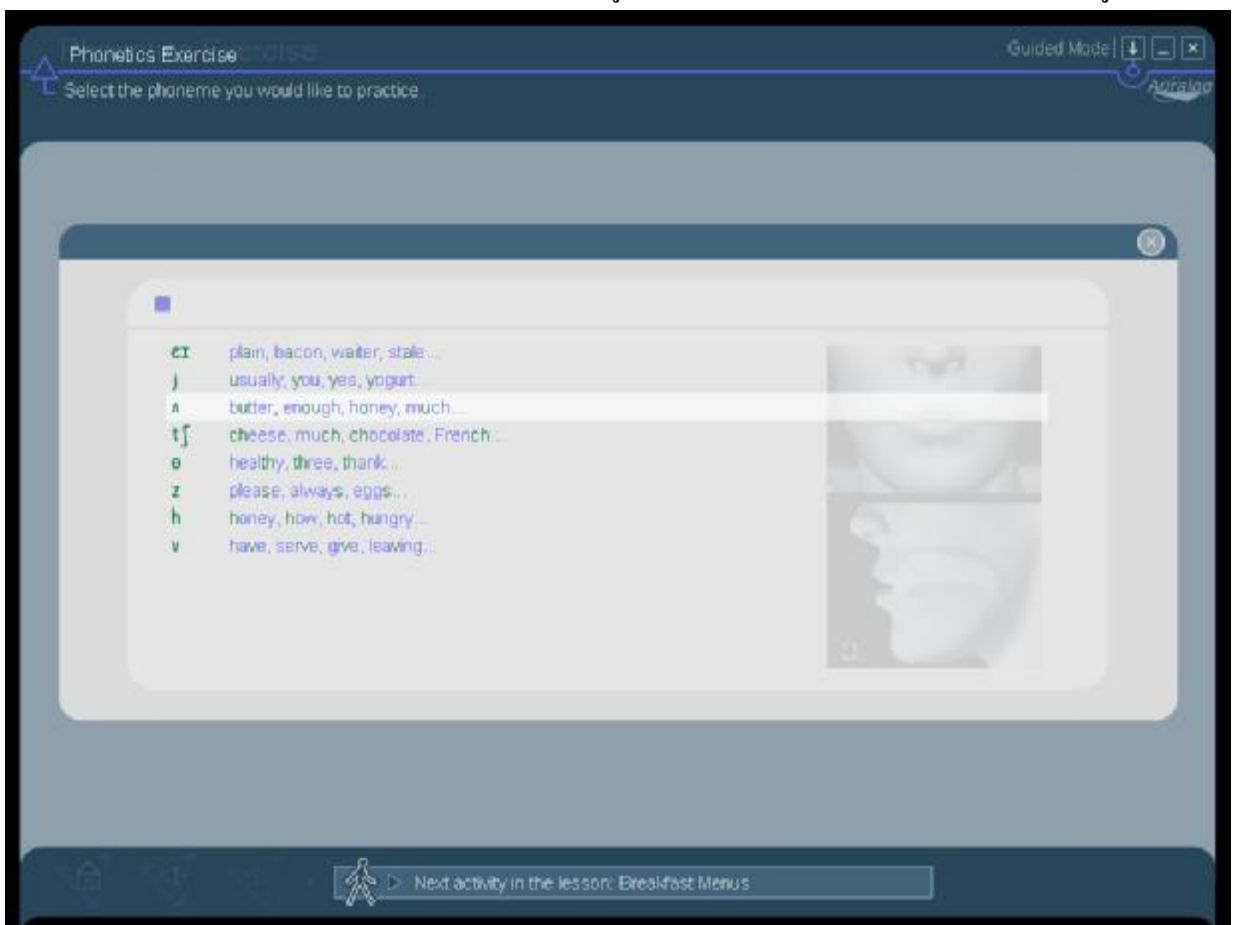 Phonetics Exercise
Guided Mode
Select the phoneme you would like to practice.
Auralog
eɪ plain, bacon, waiter, stale...
j usually, you, yes, yogurt...
ʌ butter, enough, honey, much...
tʃ cheese, much, chocolate, French...
θ healthy, three, thank...
z please, always, eggs...
h honey, how, hot, hungry...
v have, serve, give, leaving...
Next activity in the lesson: Breakfast Menus